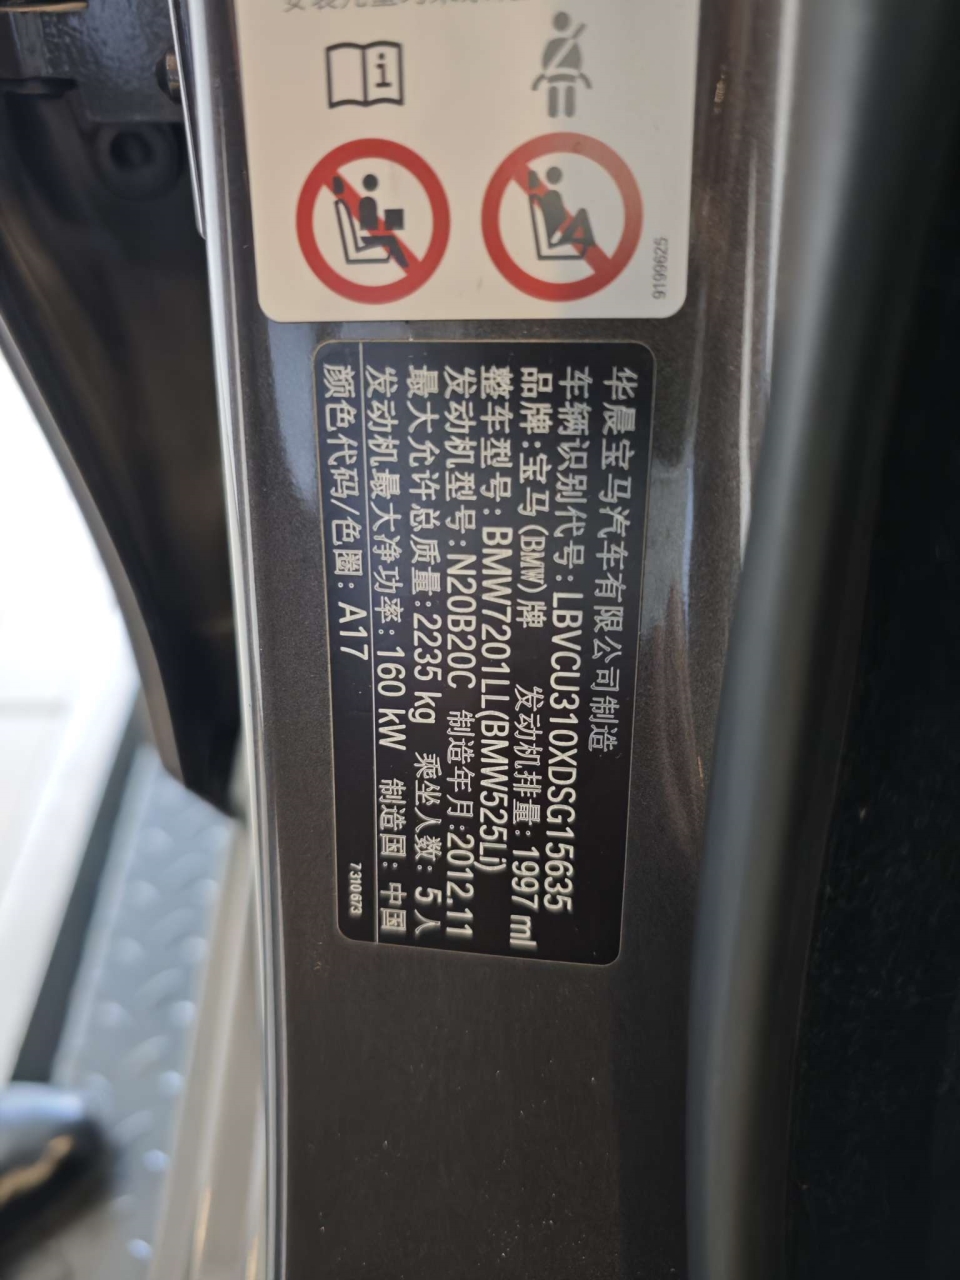 9199625
华晨宝马汽车有限公司制造
车辆识别代号: LBVCU310XDSG15635
品牌: 宝马(BMW)牌 发动机排量: 1997 ml
整车型号: BMW7201LL(BMW525Li)
发动机型号: N20B20C 制造年月: 2012.11
最大允许总质量: 2235 kg 乘坐人数: 5 人
发动机最大净功率: 160 kW 制造国: 中国
颜色代码/色圈: A17 7310673